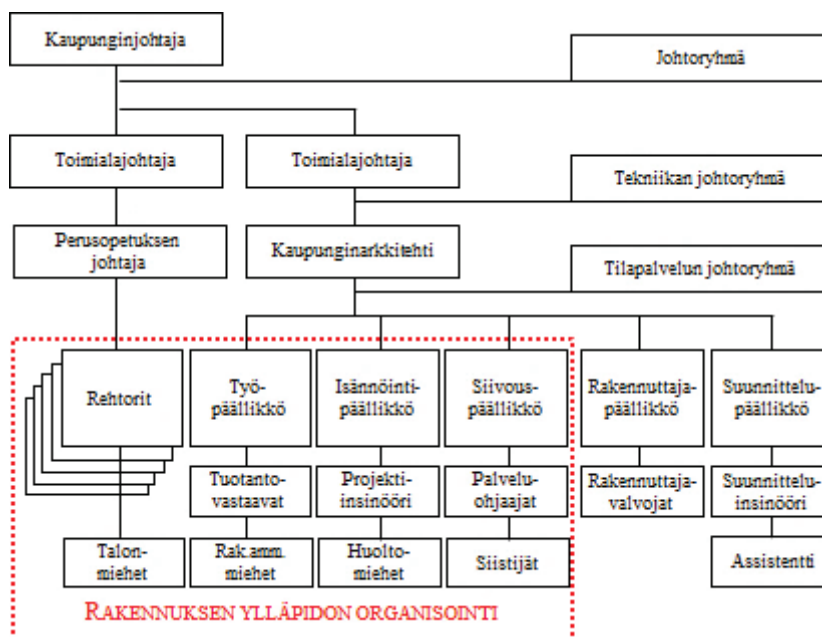 Kaupunginjohtaja
Johtoryhmä
Toimialajohtaja
Toimialajohtaja
Tekniikan johtoryhmä
Perusopetuksen
johtaja
Kaupunginarkkitehti
Tilapalvelun johtoryhmä
Rehtorit
Työ-
päällikkö
Isännöinti-
päällikkö
Siivous-
päällikkö
Rakennuttaja-
päällikkö
Suunnittelu-
päällikkö
Tuotanto-
vastaavat
Projekti-
insinööri
Palvelu-
ohjaajat
Rakennuttaja-
valvojat
Suunnittelu-
insinööri
Talon-
miehet
Rak.amm.
miehet
Huolto-
miehet
Siistijät
Assistentti
RAKENNUKSEN YLLÄPIDON ORGANISOINTI